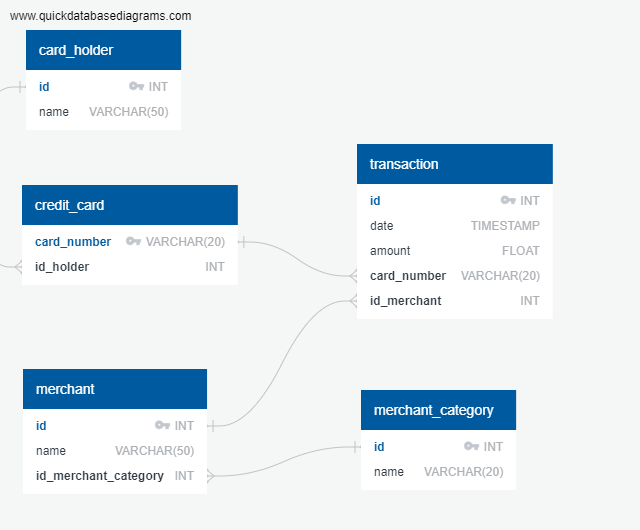 www.quickdatabasediagrams.com
card_holder
id INT
name VARCHAR(50)
credit_card
card_number VARCHAR(20)
id_holder INT
transaction
id INT
date TIMESTAMP
amount FLOAT
card_number VARCHAR(20)
id_merchant INT
merchant
id INT
name VARCHAR(50)
id_merchant_category INT
merchant_category
id INT
name VARCHAR(20)